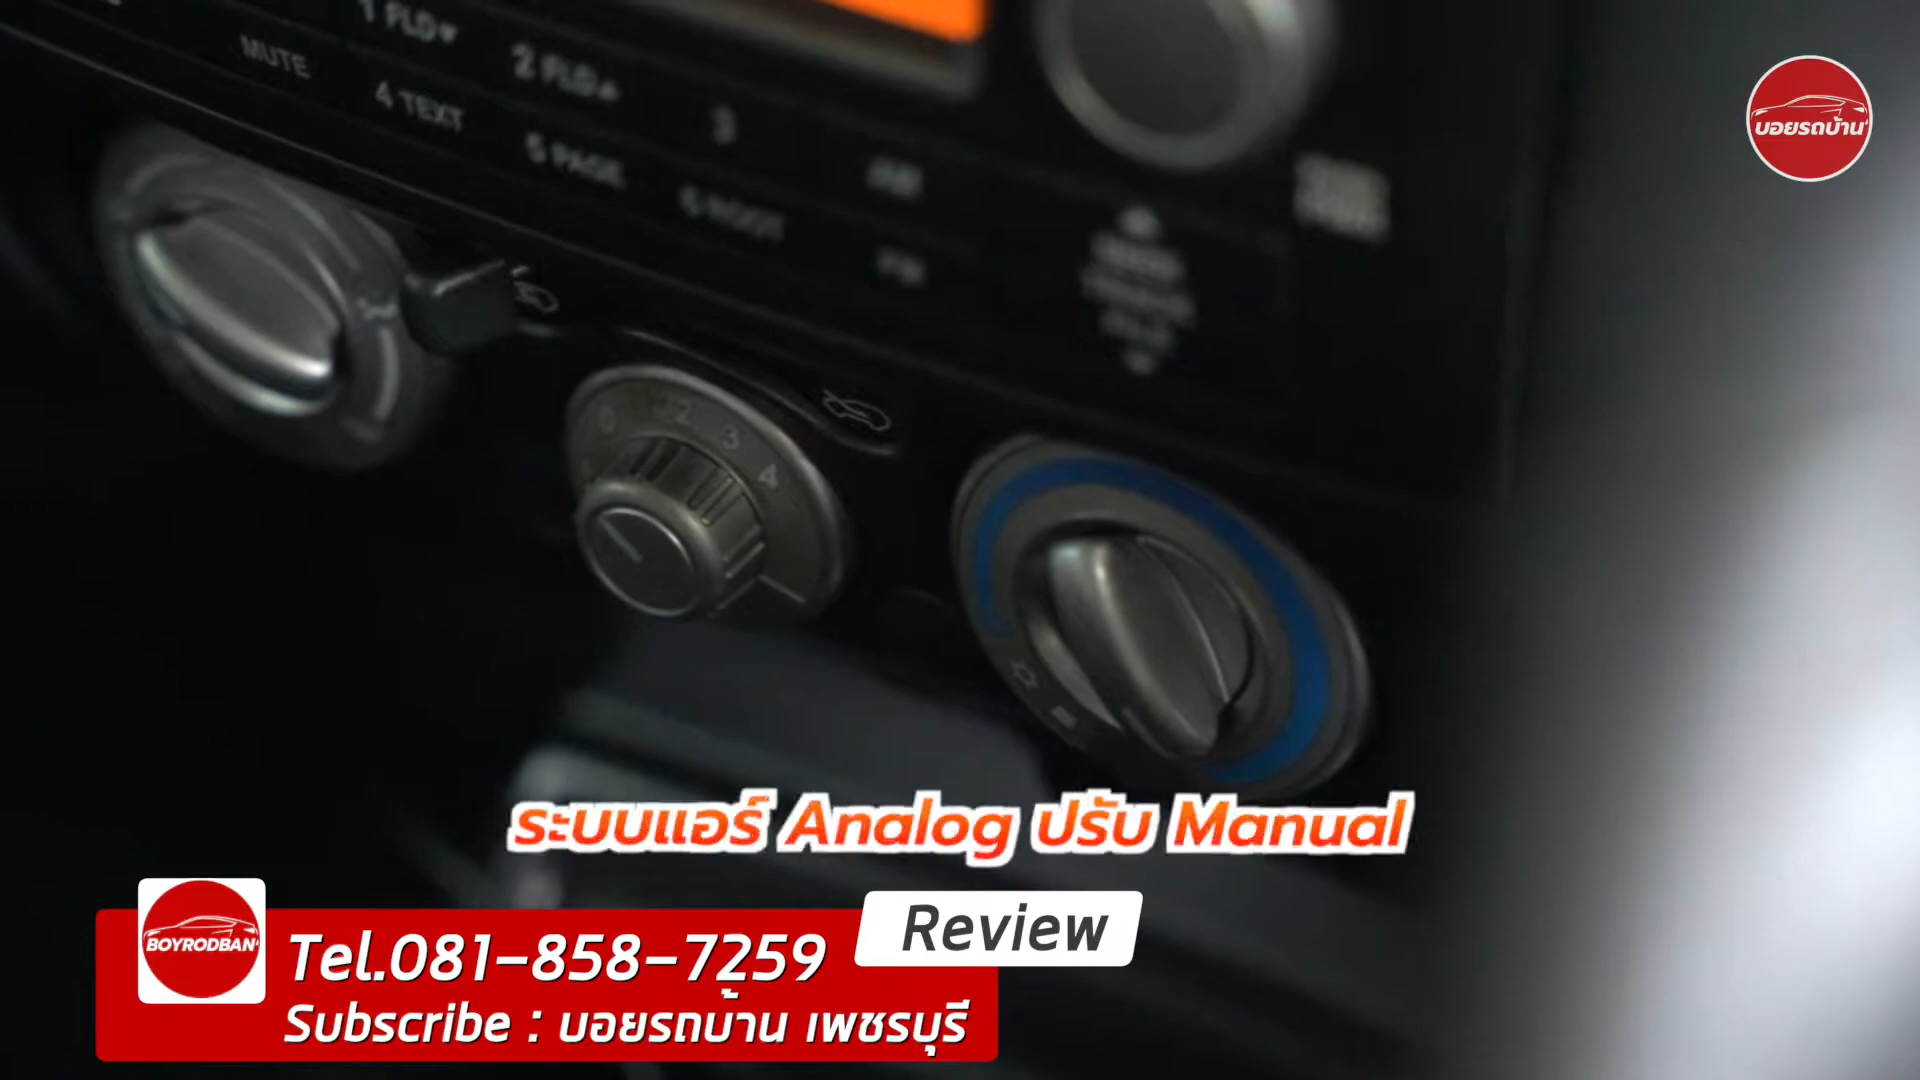 1 FLD▼
2 FLD▲
3
MUTE
4 TEXT
5 PAGE
6 ROOT
AM
FM
บอยรถบ้าน
0
2
3
4
ระบบแอร์ Analog ปรับ Manual
Review
BOYRODBAN
Tel.081-858-7259
Subscribe : บอยรถบ้าน เพชรบุรี